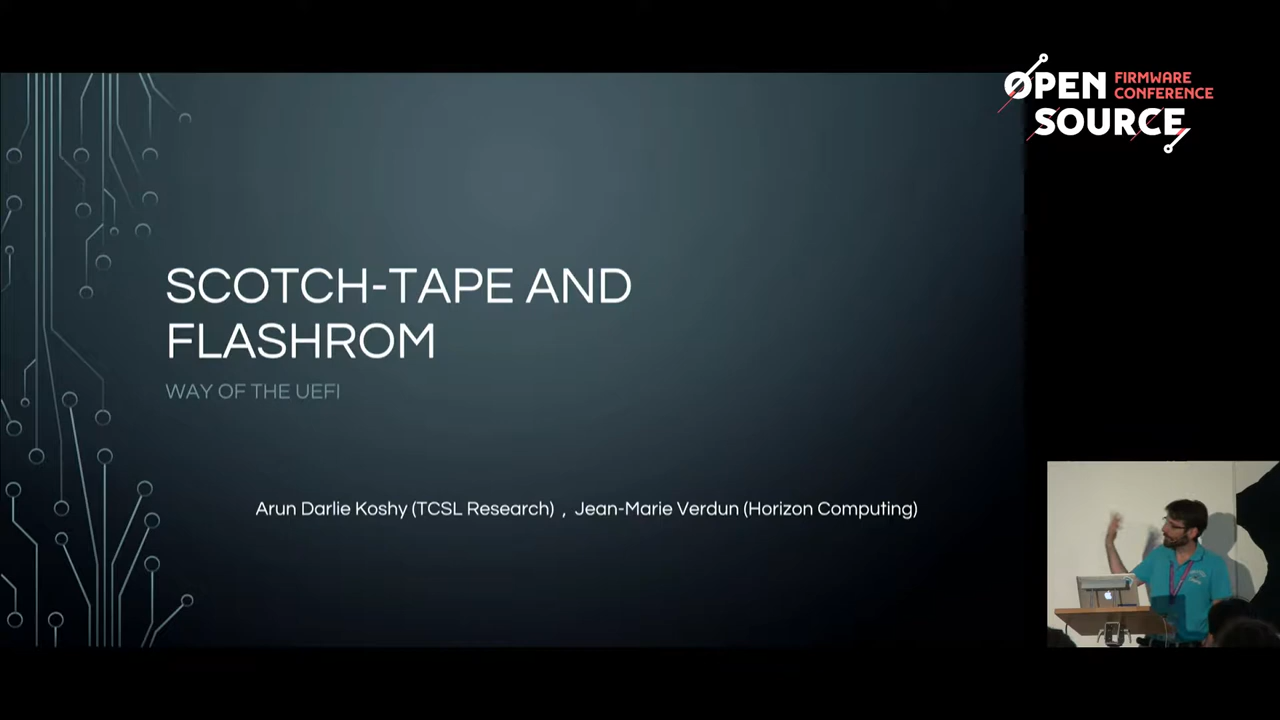 OPEN FIRMWARE
CONFERENCE
SOURCE
SCOTCH-TAPE AND
FLASHROM
WAY OF THE UEFI
Arun Darlie Koshy (TCSL Research) , Jean-Marie Verdun (Horizon Computing)